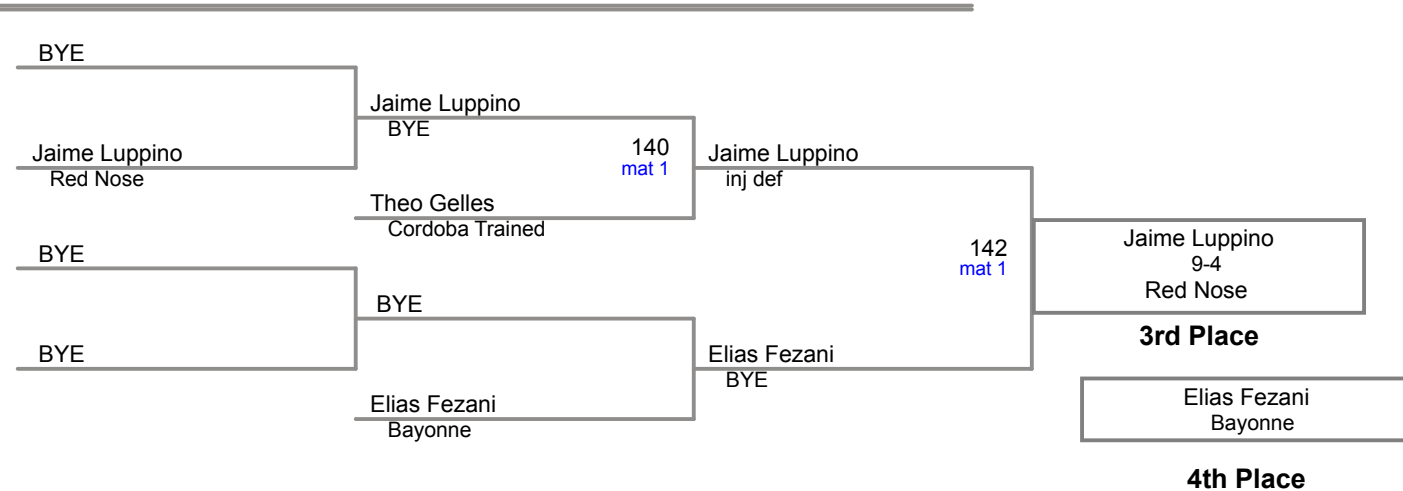 BYE
Jaime Luppino
BYE
Jaime Luppino
Red Nose
140
mat 1
Jaime Luppino
inj def
Theo Gelles
Cordoba Trained
BYE
142
mat 1
Jaime Luppino
9-4
Red Nose
3rd Place
BYE
BYE
Elias Fezani
BYE
Elias Fezani
Bayonne
Elias Fezani
Bayonne
4th Place